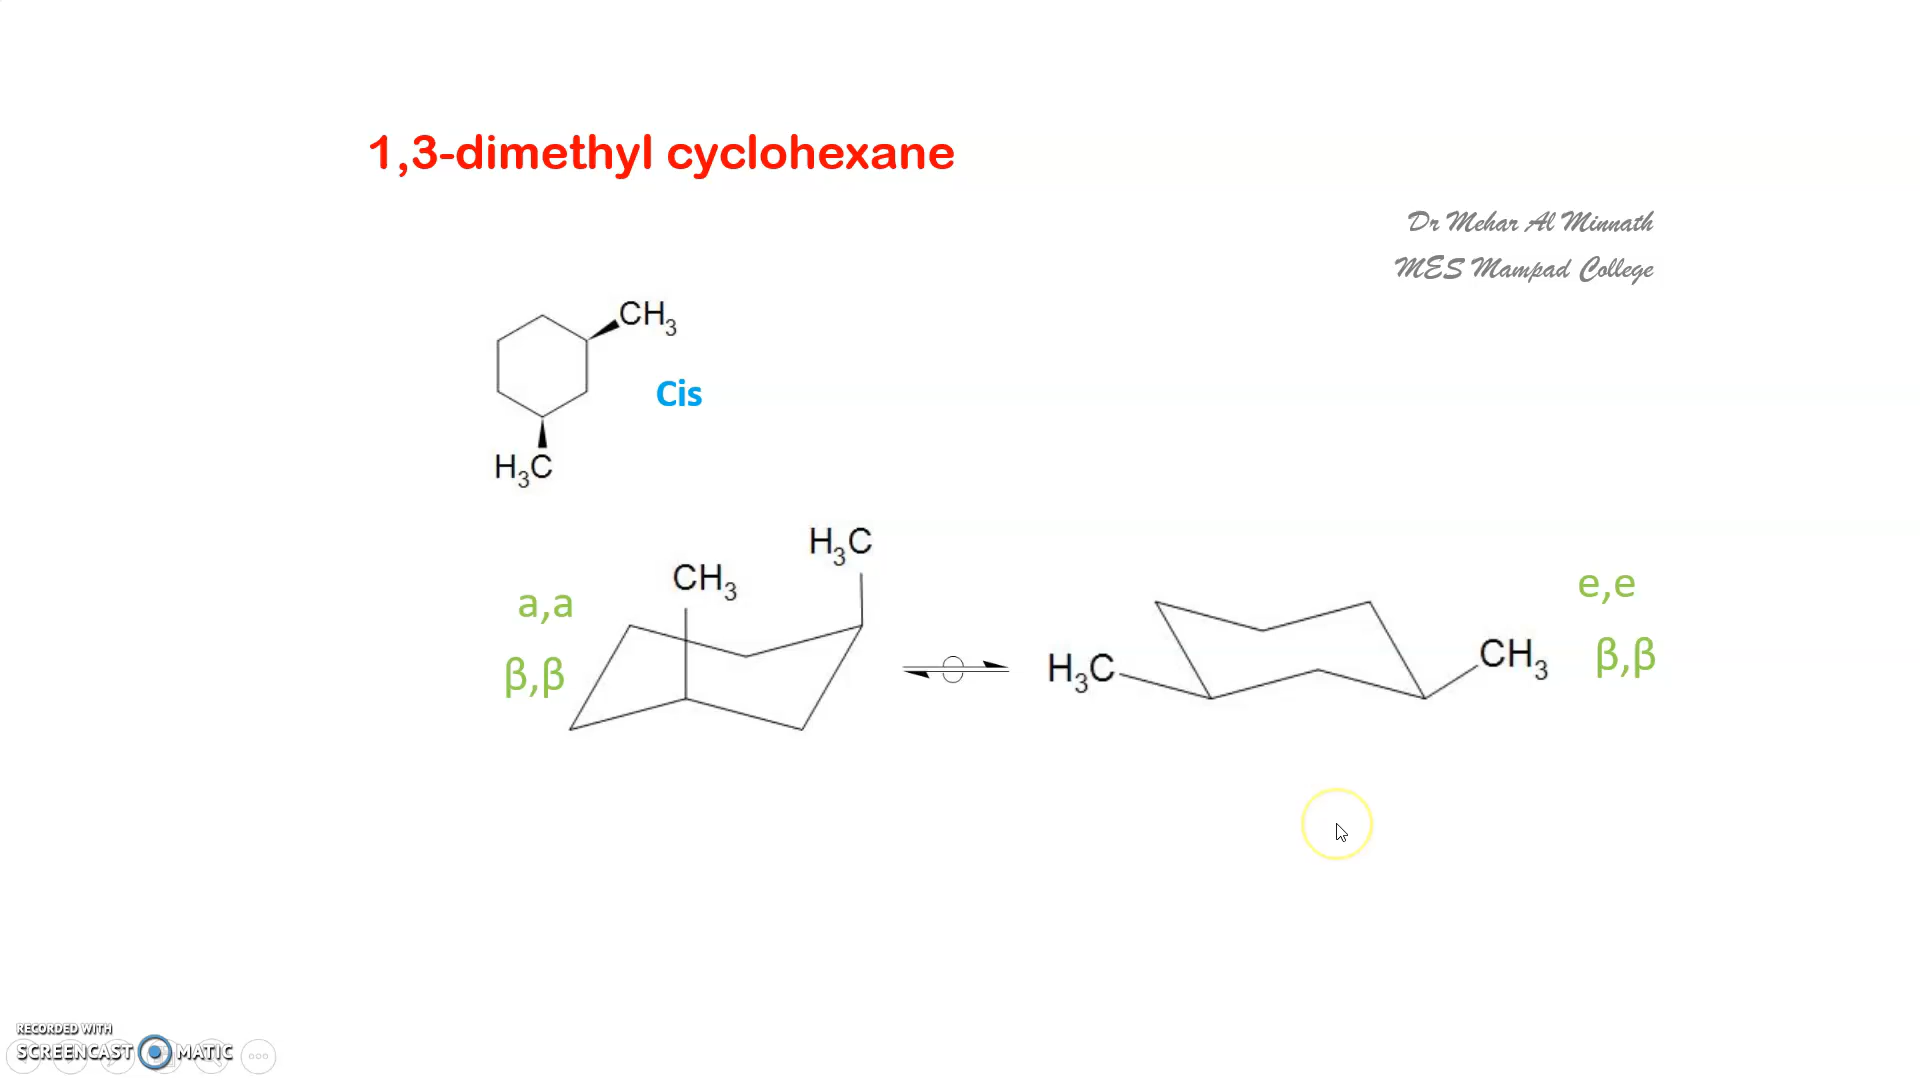 1,3-dimethyl cyclohexane
Dr Mehar Al Minnath
MES Mampad College
CH3
Cis
H3C
H3C
CH3
a,a
e,e
β,β
H3C
CH3
β,β
RECORDED WITH
SCREENCAST MATIC